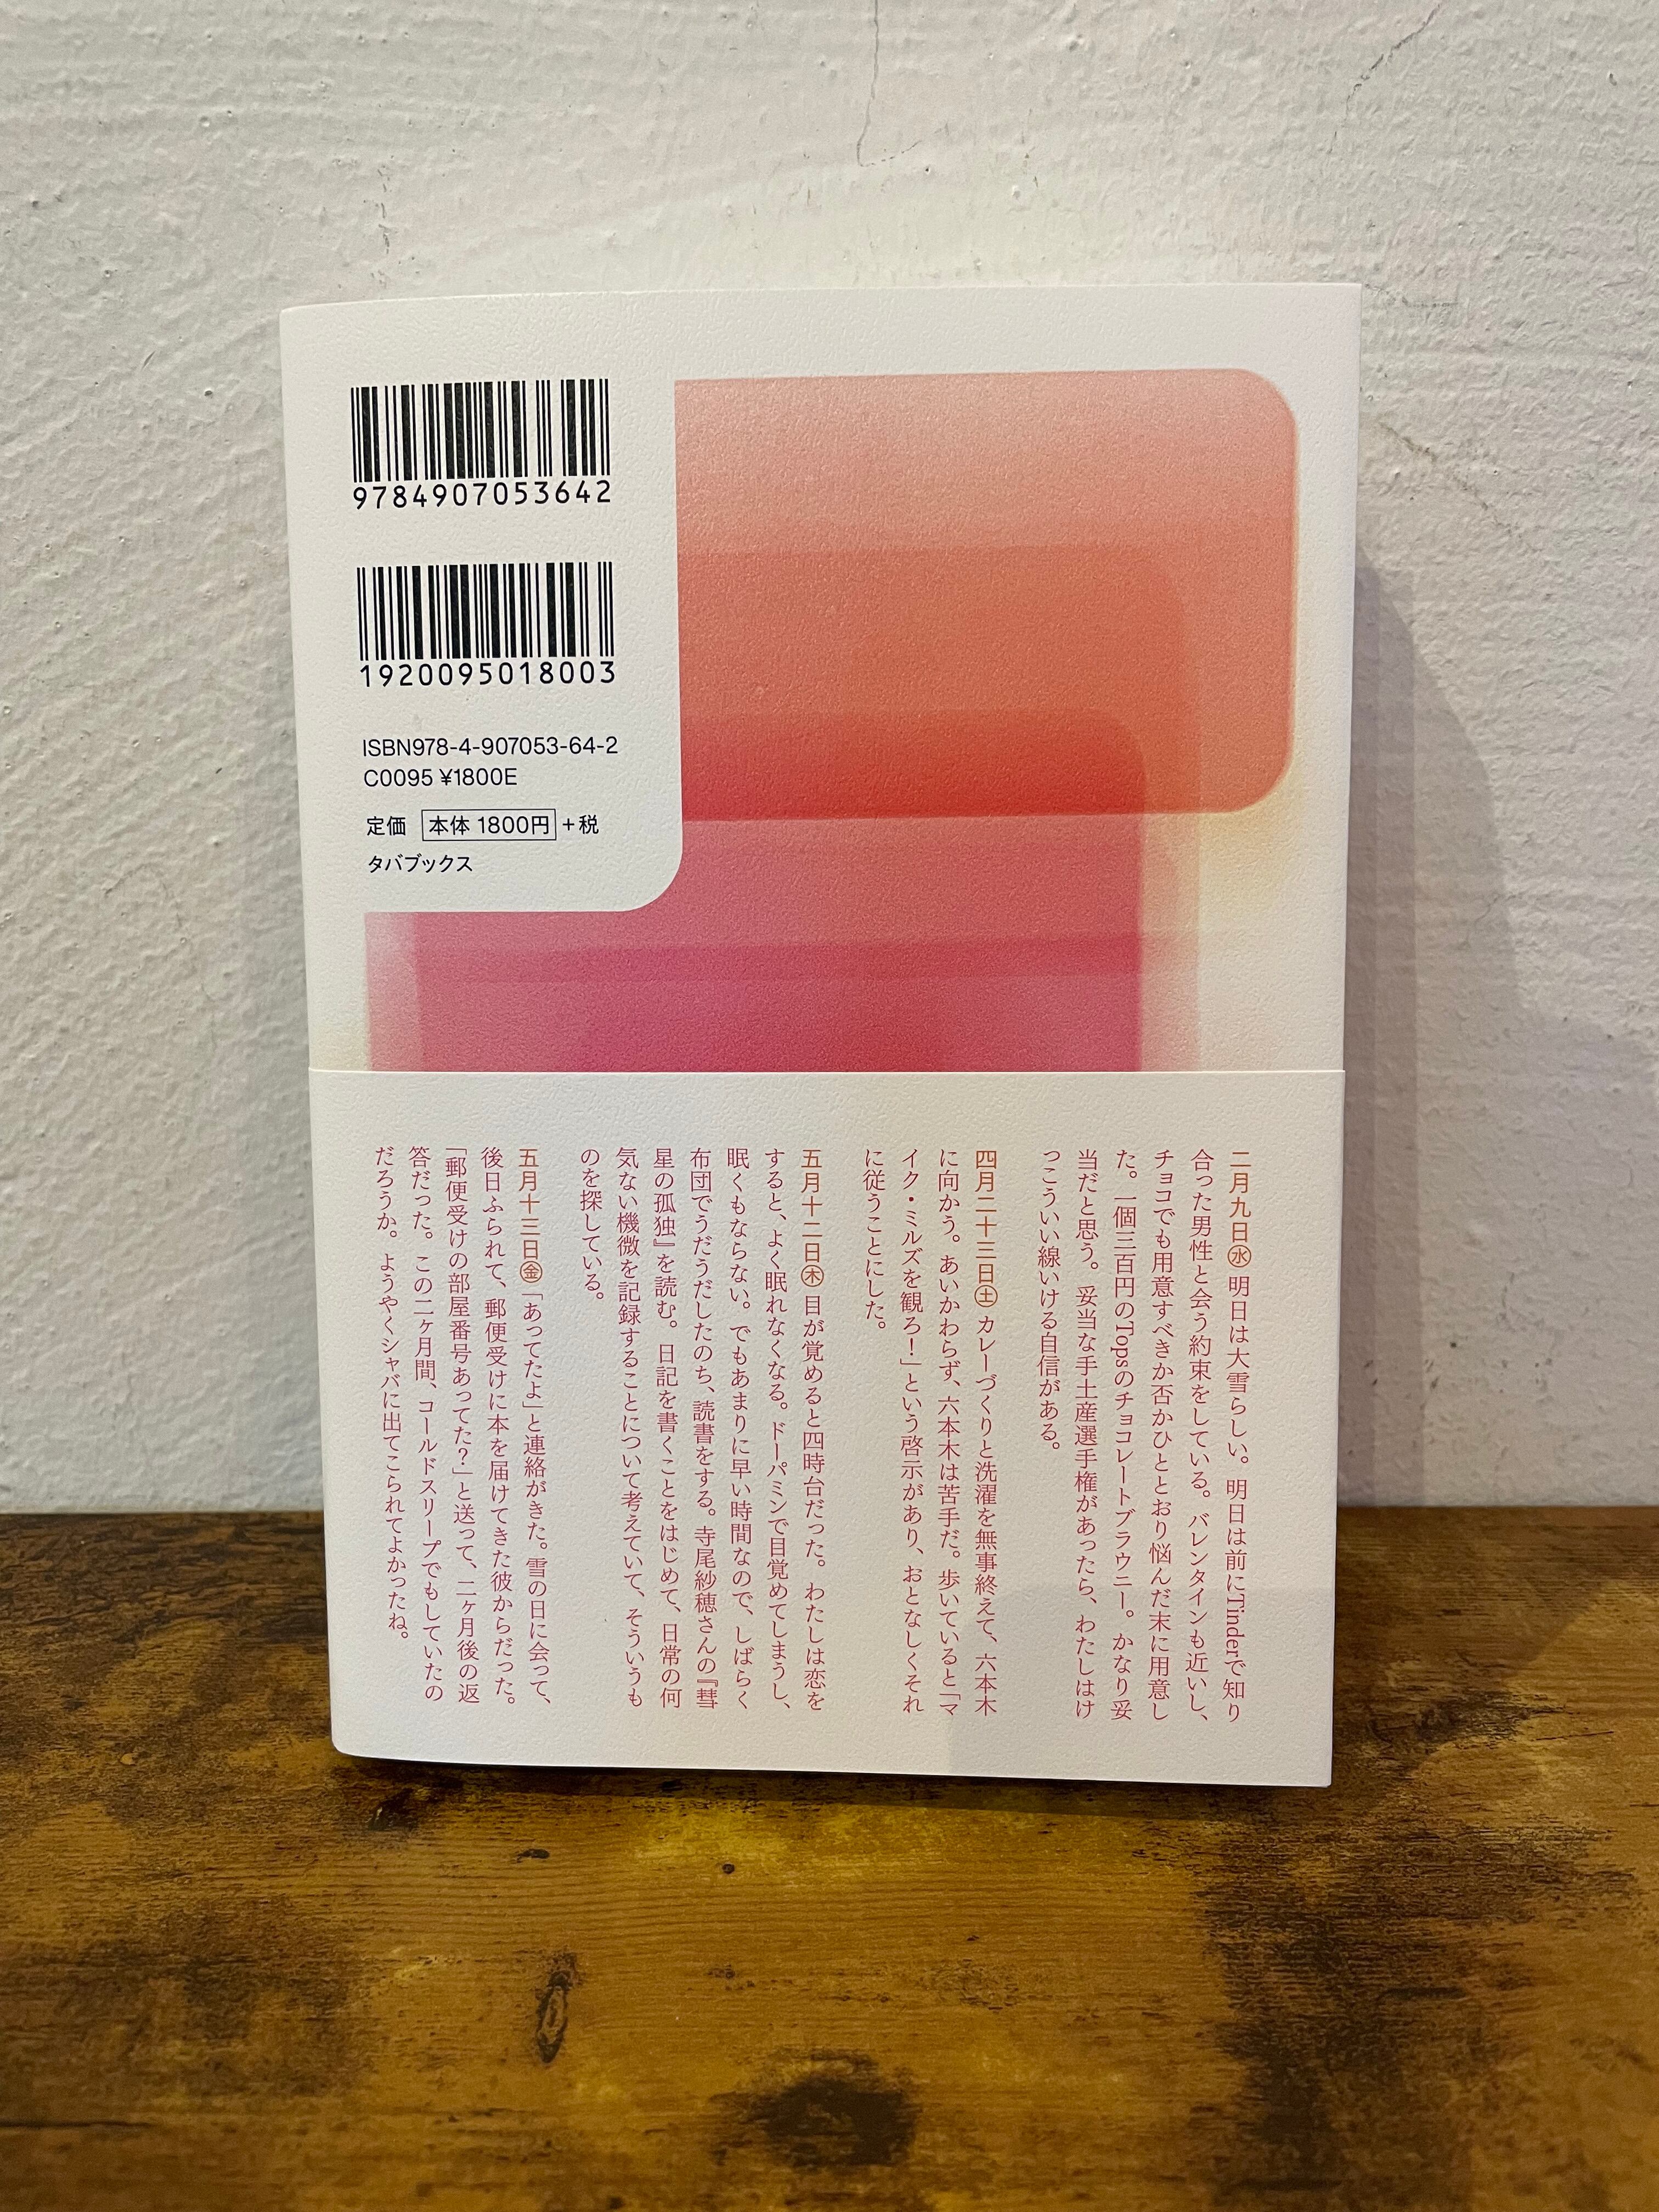 9784907053642
1920095018003
ISBN978-4-907053-64-2
C0095 ¥1800E
定価 本体 1800円 +税
タバブックス
二月九日㊌ 明日は大雪らしい。明日は前にTinderで知り
合った男性と会う約束をしている。バレンタインも近いし、
チョコでも用意すべきか否かひととおり悩んだ末に用意し
た。一個三百円のTopsのチョコレートブラウニー。かなり妥
当だと思う。妥当な手土産選手権があったら、わたしはけ
っこういい線いける自信がある。
四月二十三日㊏ カレーづくりと洗濯を無事終えて、六本木
に向かう。あいかわらず、六本木は苦手だ。歩いていると「マ
イク・ミルズを観ろ！」という啓示があり、おとなしくそれ
に従うことにした。
五月十二日㊍ 目が覚めると四時台だった。わたしは恋を
すると、よく眠れなくなる。ドーパミンで目覚めてしまうし、
眠くもならない。でもあまりに早い時間なので、しばらく
布団でうだうだしたのち、読書をする。寺尾紗穂さんの『彗
星の孤独』を読む。日記を書くことをはじめて、日常の何
気ない機微を記録することについて考えていて、そういうも
のを探している。
五月十三日㊎「あってたよ」と連絡がきた。雪の日に会って、
後日ふられて、郵便受けに本を届けてきた彼からだった。
「郵便受けの部屋番号あってた？」と送って、二ヶ月後の返
答だった。この二ヶ月間、コールドスリープでもしていたの
だろうか。ようやくシャバに出てこられてよかったね。